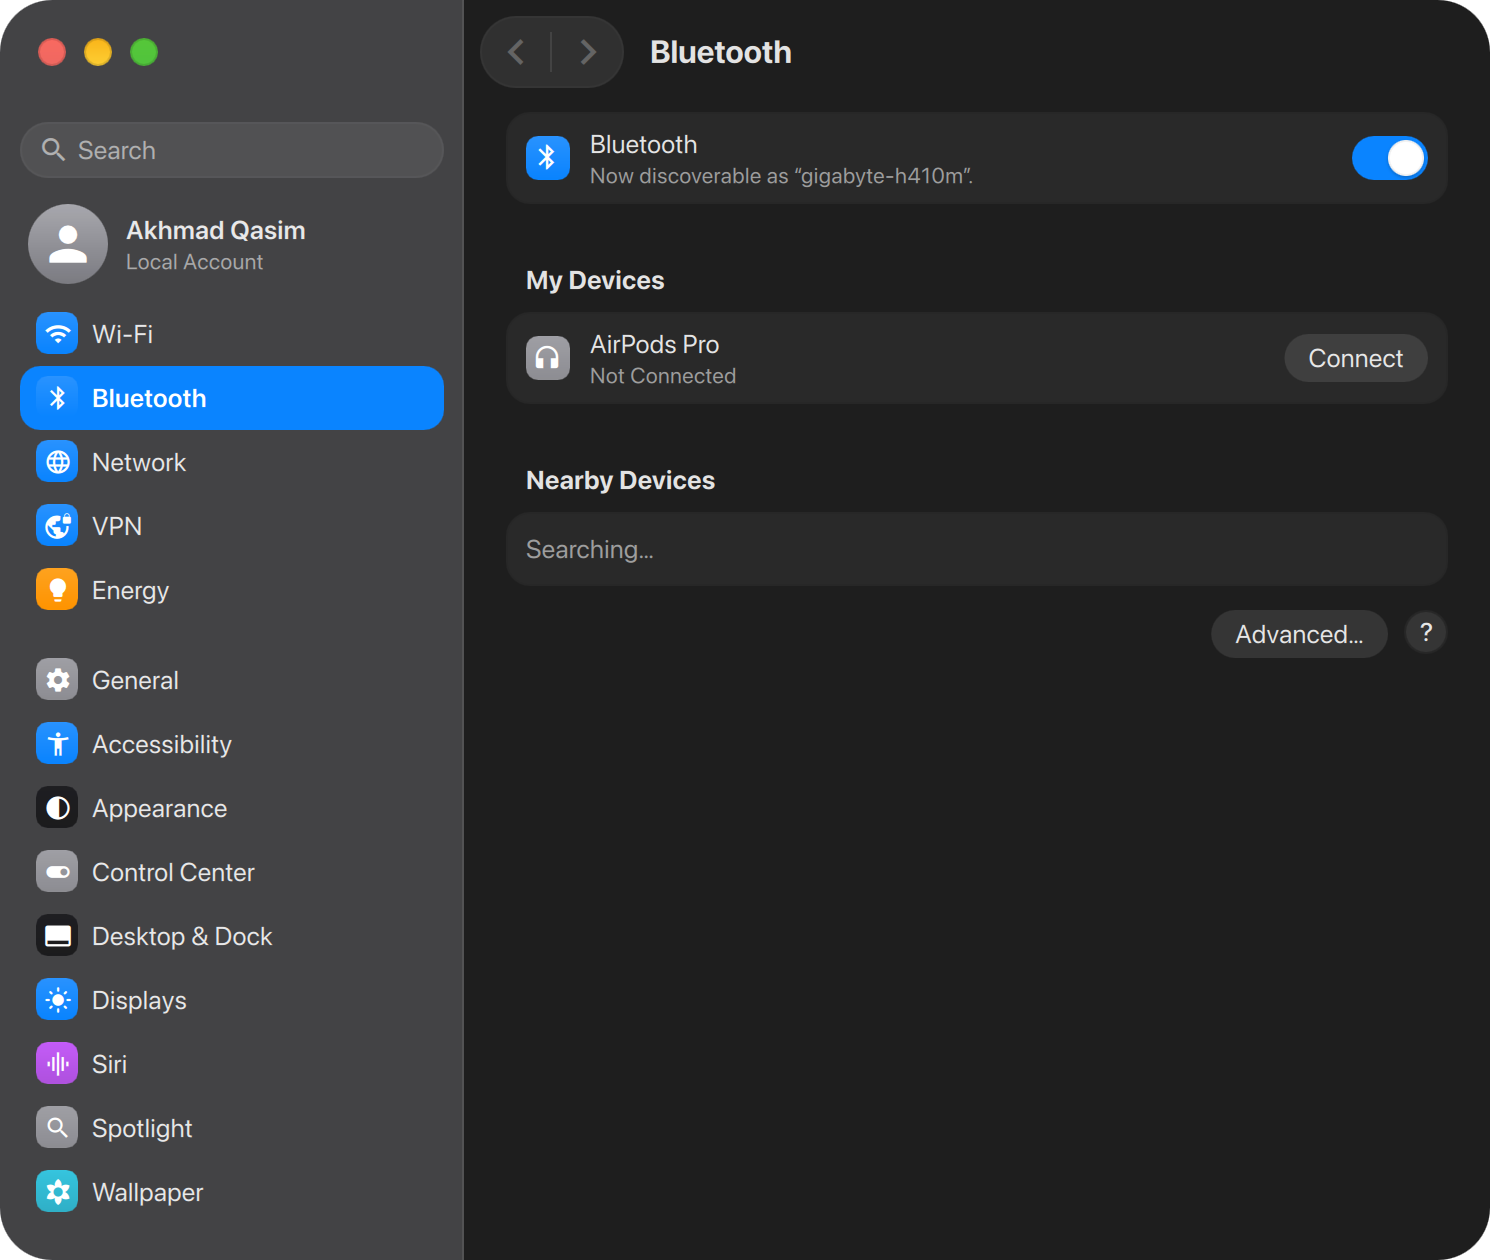 Search
Akhmad Qasim
Local Account
Wi-Fi
Bluetooth
Network
VPN
Energy
General
Accessibility
Appearance
Control Center
Desktop & Dock
Displays
Siri
Spotlight
Wallpaper
Bluetooth
Bluetooth
Now discoverable as “gigabyte-h410m”.
My Devices
AirPods Pro
Not Connected
Connect
Nearby Devices
Searching...
Advanced...
?